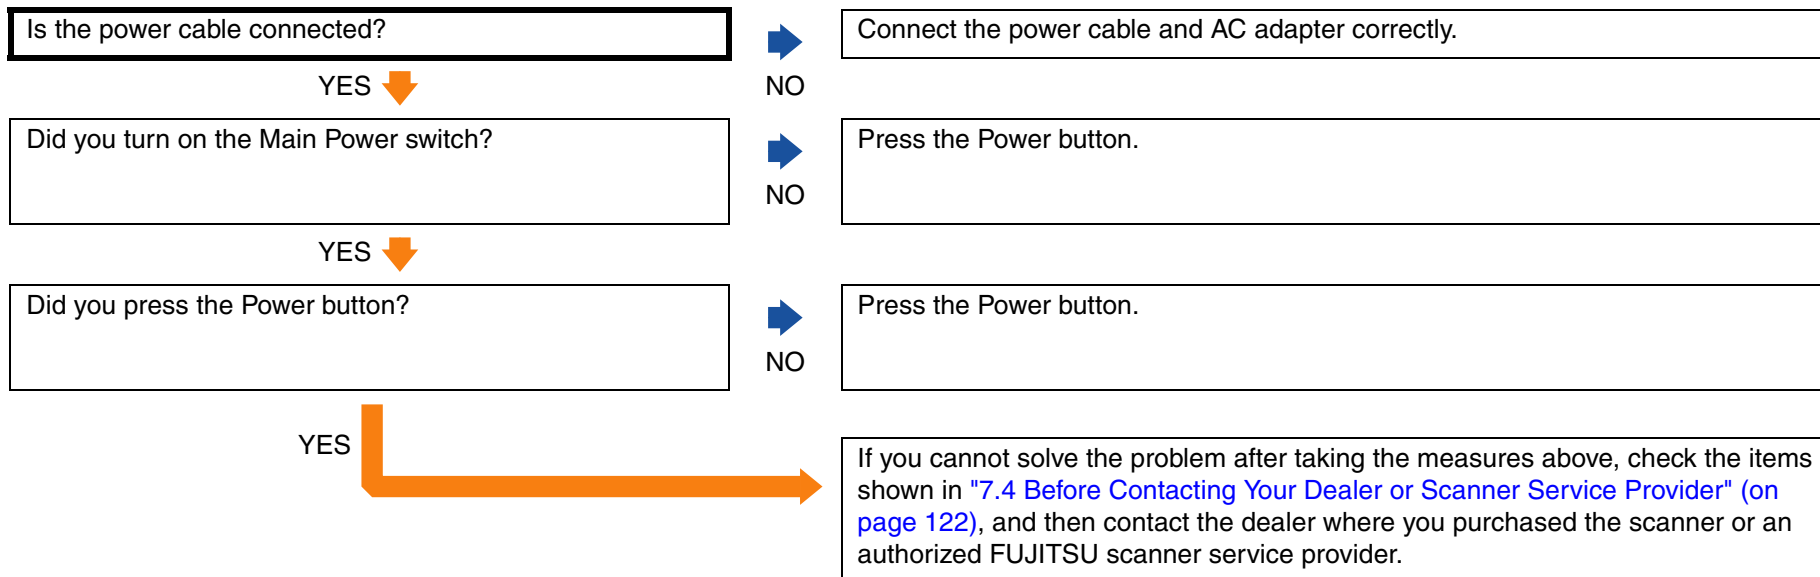 Is the power cable connected?
Connect the power cable and AC adapter correctly.
YES
NO
Did you turn on the Main Power switch?
Press the Power button.
NO
YES
Did you press the Power button?
Press the Power button.
NO
YES
If you cannot solve the problem after taking the measures above, check the items
shown in "7.4 Before Contacting Your Dealer or Scanner Service Provider" (on
page 122), and then contact the dealer where you purchased the scanner or an
authorized FUJITSU scanner service provider.